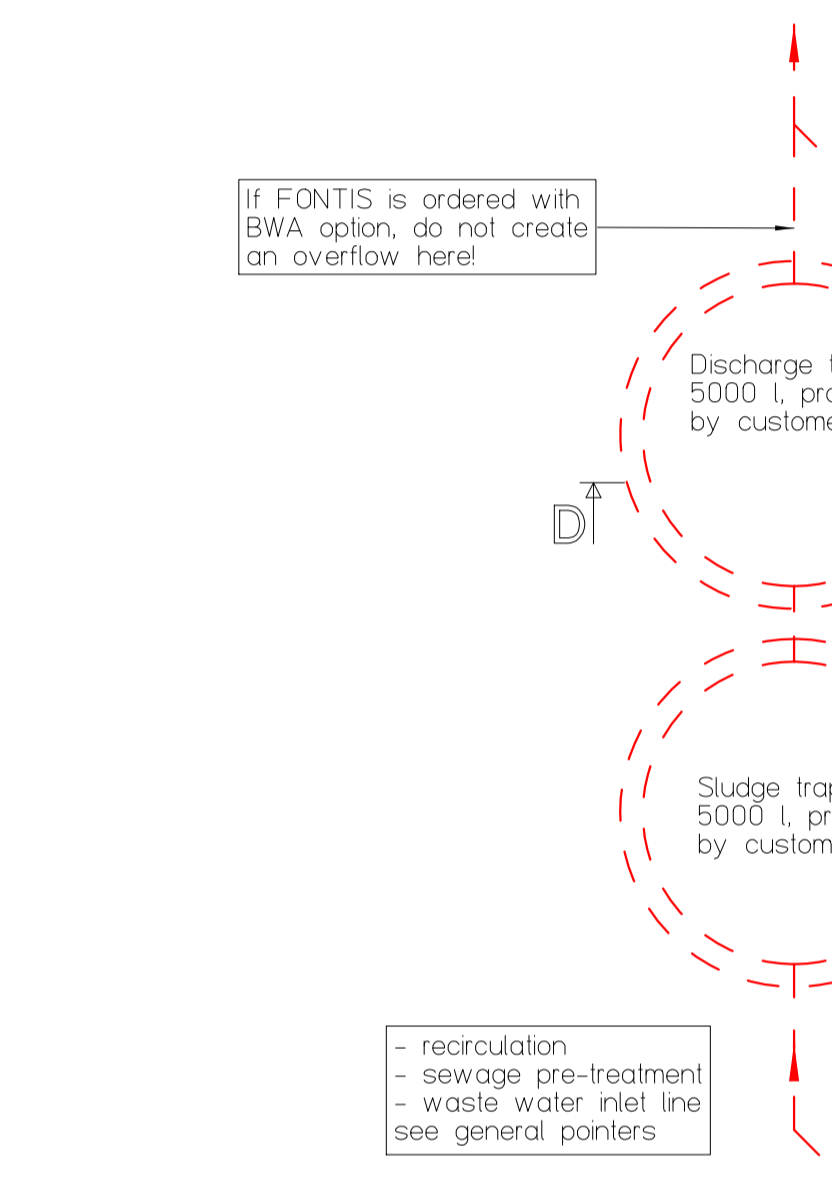 If FONTIS is ordered with
BWA option, do not create
an overflow here!
Discharge
5000 l,
by
D
Sludge
5000 l,
by
- recirculation
- sewage pre-treatment
- waste water inlet line
see general pointers